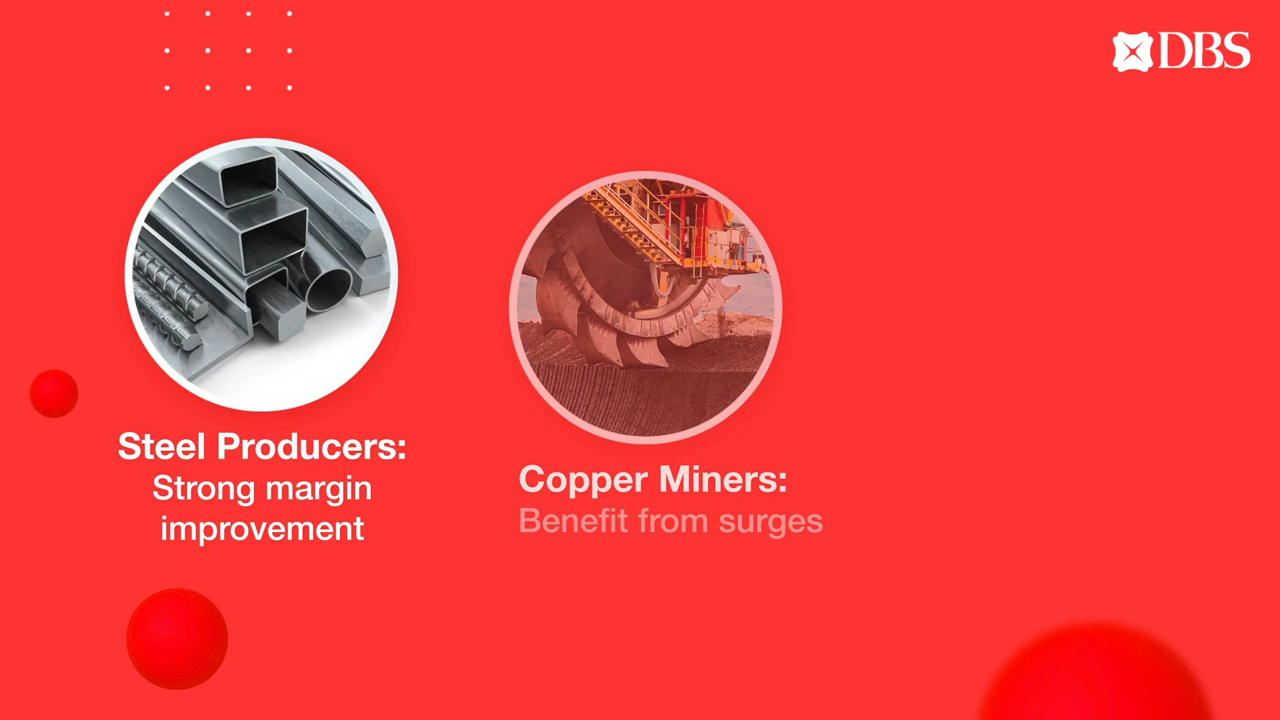 DBS
Steel Producers:
Strong margin
improvement
Copper Miners:
Benefit from surges